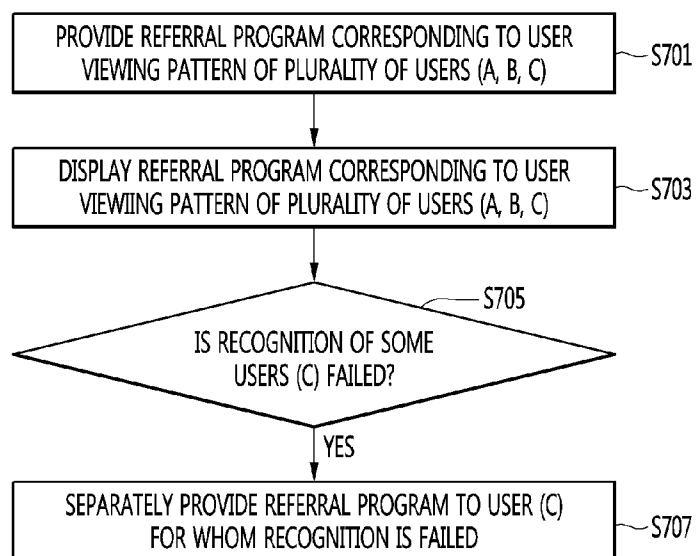 PROVIDE REFERRAL PROGRAM CORRESPONDING TO USER
VIEWING PATTERN OF PLURALITY OF USERS (A, B, C)
S701
DISPLAY REFERRAL PROGRAM CORRESPONDING TO USER
VIEWIING PATTERN OF PLURALITY OF USERS (A, B, C)
S703
S705
IS RECOGNITION OF SOME
USERS (C) FAILED?
YES
SEPARATELY PROVIDE REFERRAL PROGRAM TO USER (C)
FOR WHOM RECOGNITION IS FAILED
S707